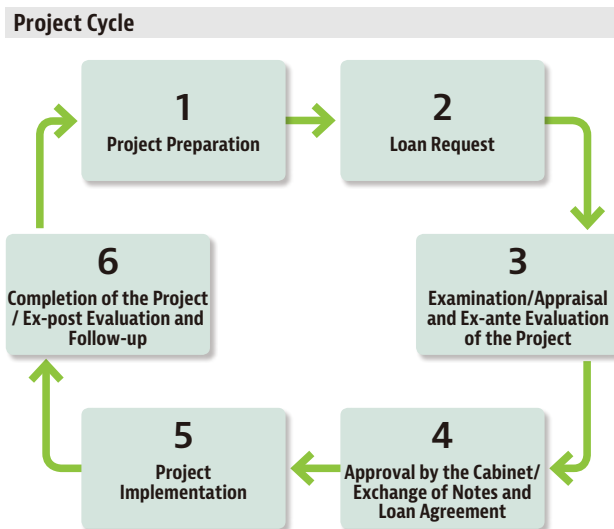 Project Cycle
1
Project Preparation
2
Loan Request
3
Examination/Appraisal
and Ex-ante Evaluation
of the Project
4
Approval by the Cabinet/
Exchange of Notes and
Loan Agreement
5
Project
Implementation
6
Completion of the Project
/ Ex-post Evaluation and
Follow-up